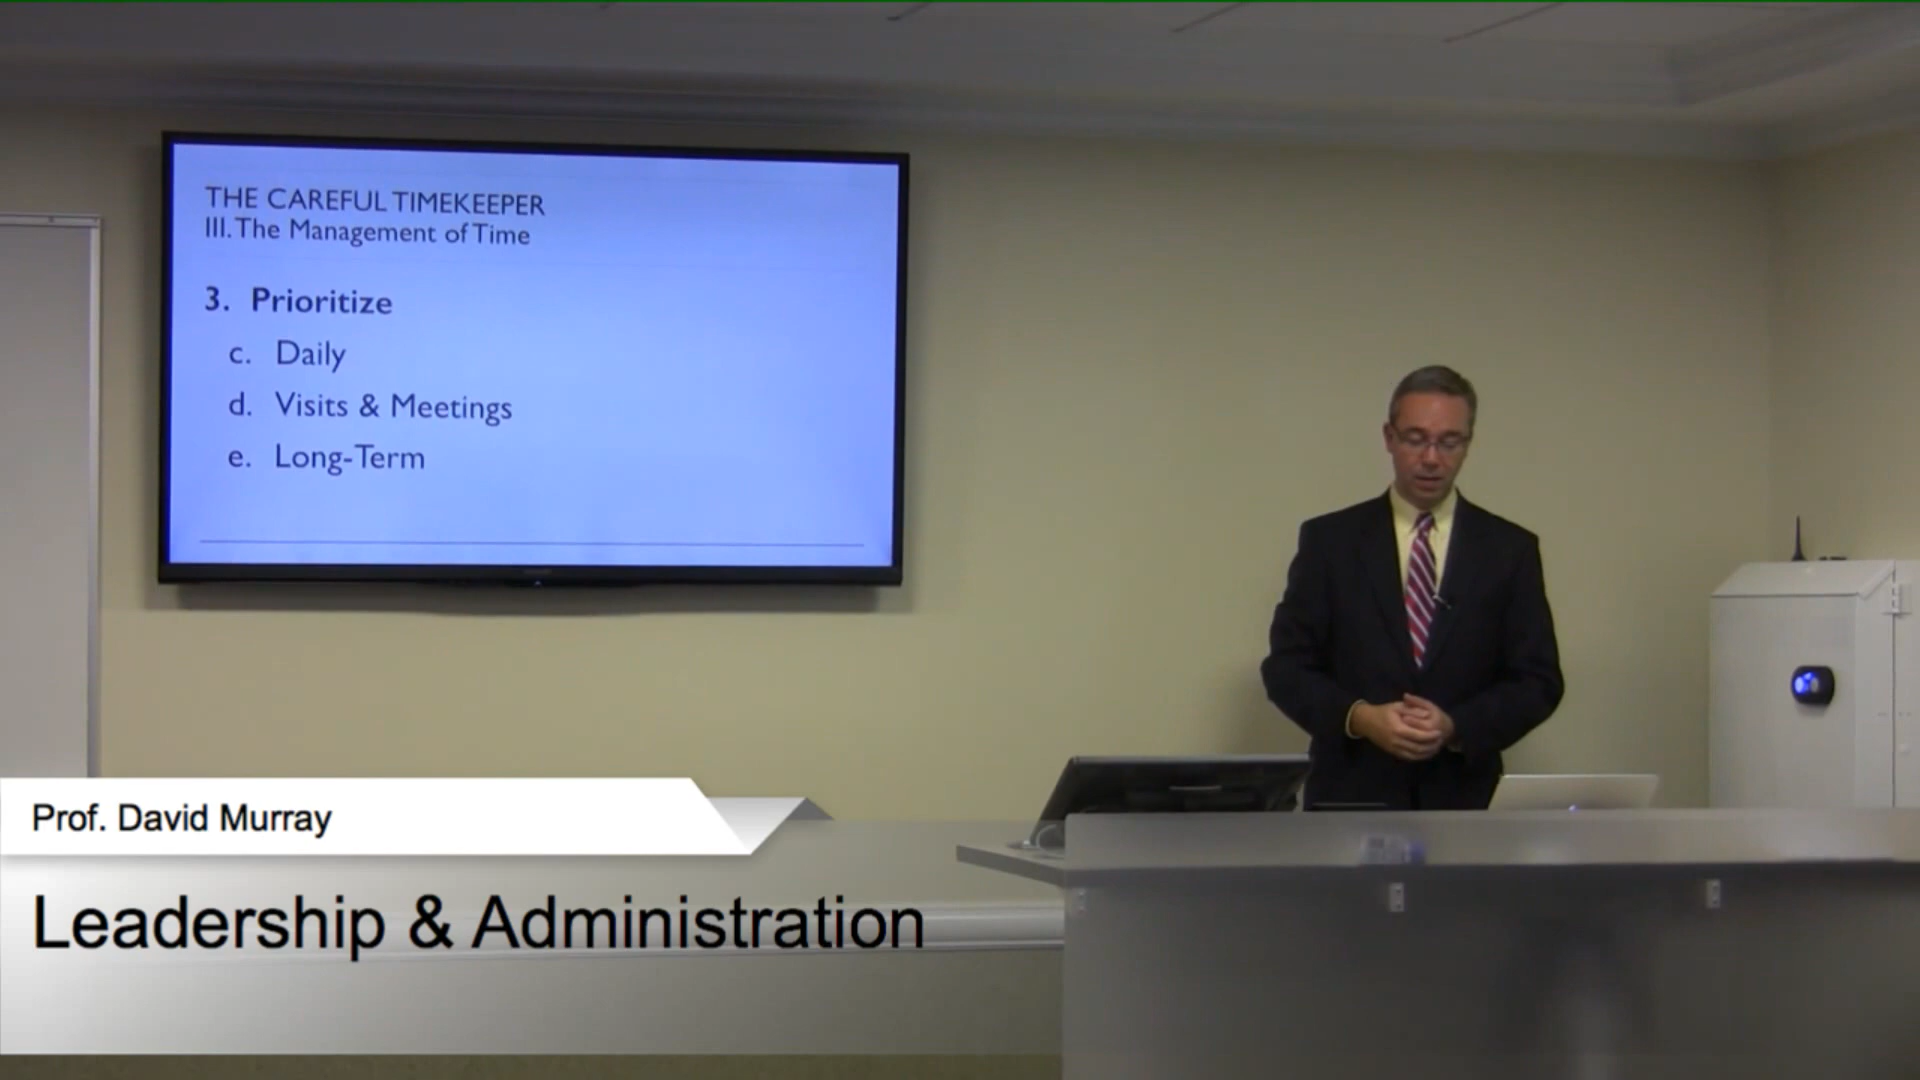 THE CAREFUL TIMEKEEPER
III. The Management of Time
3. Prioritize
c. Daily
d. Visits & Meetings
e. Long-Term
Prof. David Murray
Leadership & Administration